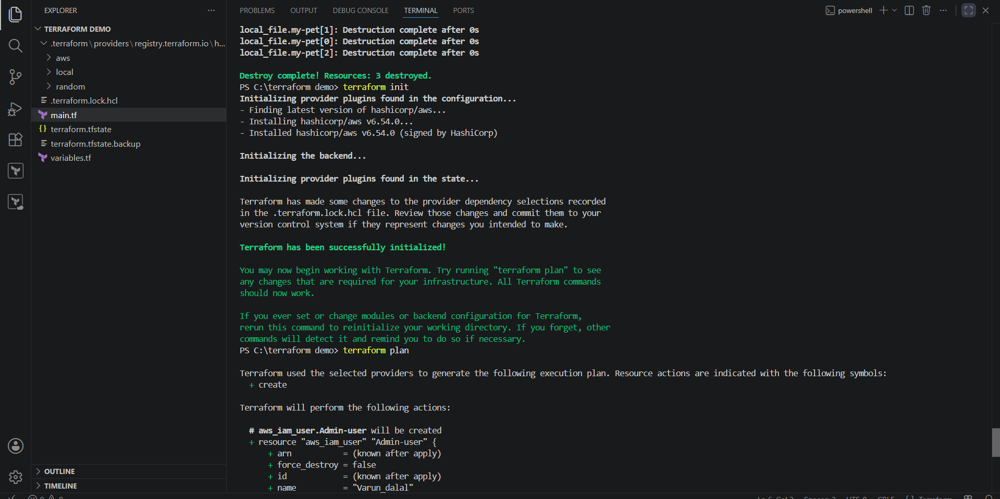 EXPLORER
TERRAFORM DEMO
.terraform\providers\registry.terraform.io\h...
aws
local
random
.terraform.lock.hcl
main.tf
terraform.tfstate
terraform.tfstate.backup
variables.tf
OUTLINE
TIMELINE
PROBLEMS OUTPUT DEBUG CONSOLE TERMINAL PORTS
powershell
local_file.my-pet[1]: Destruction complete after 0s
local_file.my-pet[0]: Destruction complete after 0s
local_file.my-pet[2]: Destruction complete after 0s
Destroy complete! Resources: 3 destroyed.
PS C:\terraform demo> terraform init
Initializing provider plugins found in the configuration...
- Finding latest version of hashicorp/aws...
- Installing hashicorp/aws v6.54.0...
- Installed hashicorp/aws v6.54.0 (signed by HashiCorp)
Initializing the backend...
Initializing provider plugins found in the state...
Terraform has made some changes to the provider dependency selections recorded
in the .terraform.lock.hcl file. Review those changes and commit them to your
version control system if they represent changes you intended to make.
Terraform has been successfully initialized!
You may now begin working with Terraform. Try running "terraform plan" to see
any changes that are required for your infrastructure. All Terraform commands
should now work.
If you ever set or change modules or backend configuration for Terraform,
rerun this command to reinitialize your working directory. If you forget, other
commands will detect it and remind you to do so if necessary.
PS C:\terraform demo> terraform plan
Terraform used the selected providers to generate the following execution plan. Resource actions are indicated with the following symbols:
+ create
Terraform will perform the following actions:
# aws_iam_user.Admin-user will be created
+ resource "aws_iam_user" "Admin-user" {
+ arn = (known after apply)
+ force_destroy = false
+ id = (known after apply)
+ name = "Varun_dalal"